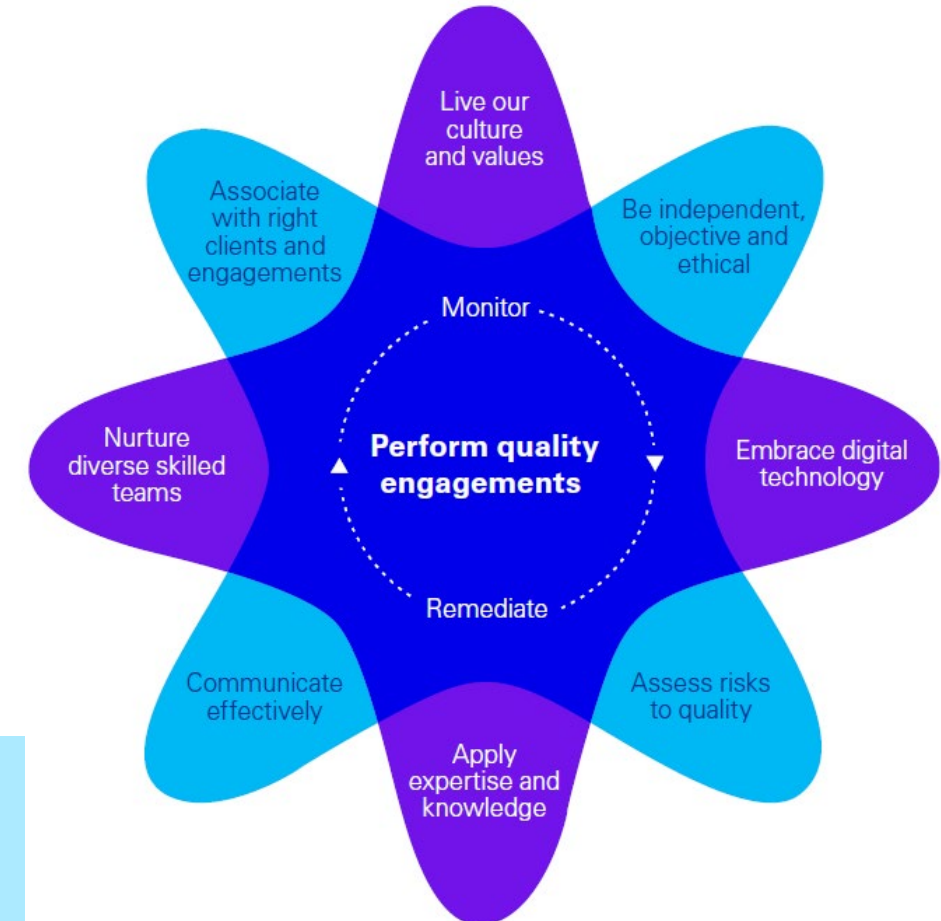 Live our
culture
and values
Be independent,
objective and
ethical
Embrace digital
technology
Assess risks
to quality
Apply
expertise and
knowledge
Communicate
effectively
Nurture
diverse skilled
teams
Associate
with right
clients and
engagements
Monitor
Perform quality
engagements
Remediate